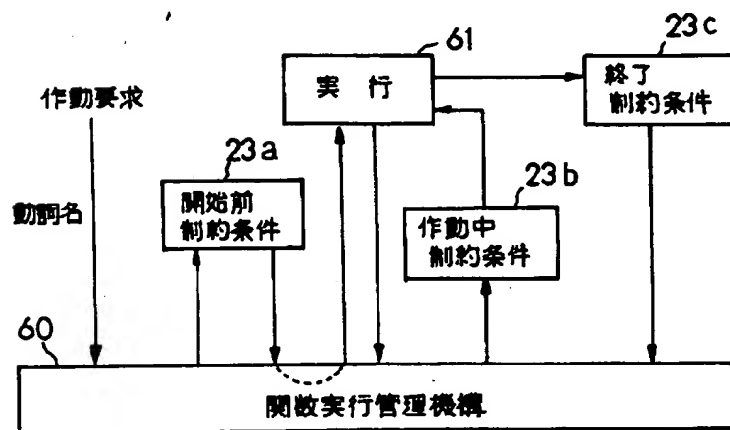 61
23c
実行
終了
制約条件
作動要求
23a
開始前
制約条件
動詞名
23b
作動中
制約条件
60
関数実行管理機構